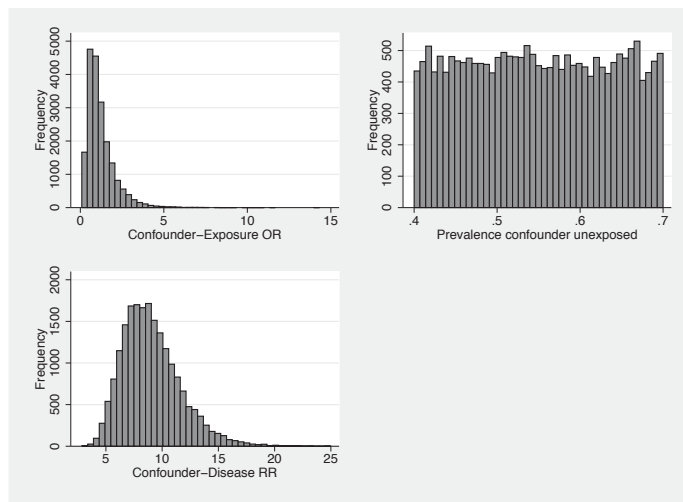 Frequency
0 1000 2000 3000 4000 5000
0 5 10 15
Confounder–Exposure OR
Frequency
0 100 200 300 400 500
.4 .5 .6 .7
Prevalence confounder unexposed
Frequency
0 500 1000 1500 2000
5 10 15 20 25
Confounder–Disease RR